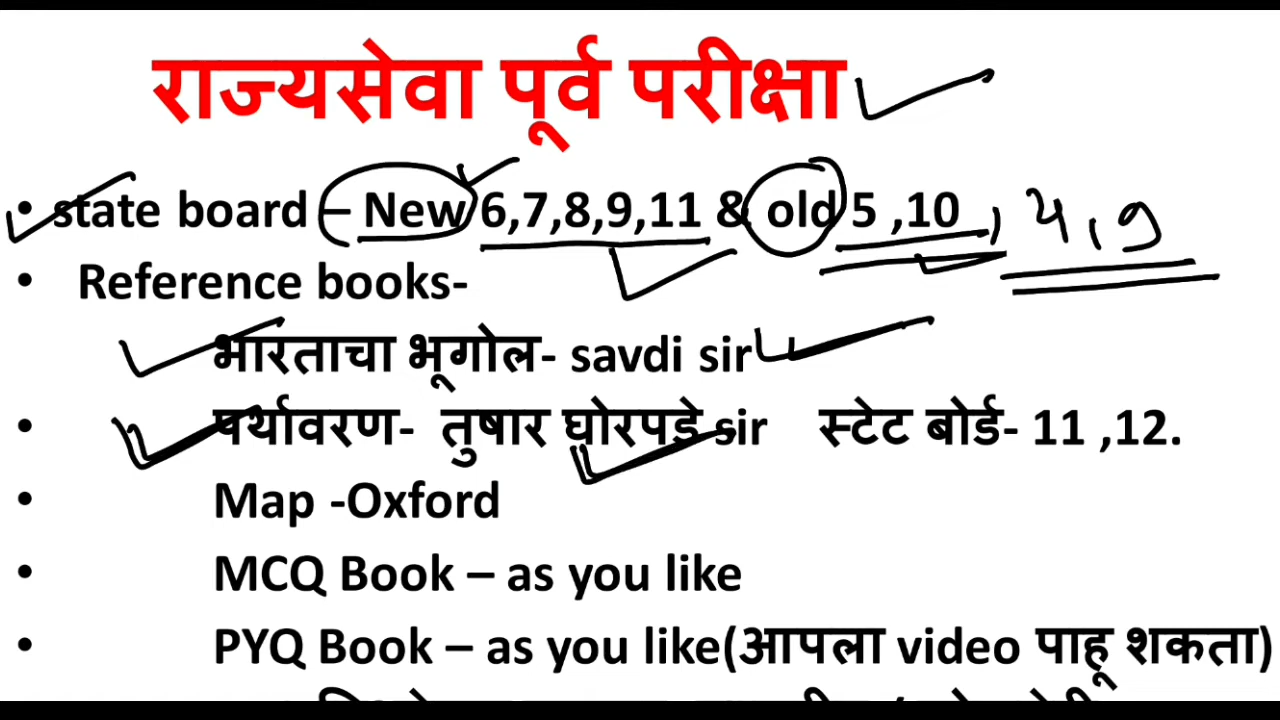 राज्यसेवा पूर्व परीक्षा
• state board – New 6,7,8,9,11 & old 5 ,10 , 4, 9
• Reference books-
भारताचा भूगोल- savdi sir
• पर्यावरण- तुषार घोरपडे sir स्टेट बोर्ड- 11 ,12.
• Map -Oxford
• MCQ Book – as you like
• PYQ Book – as you like(आपला video पाहू शकता)